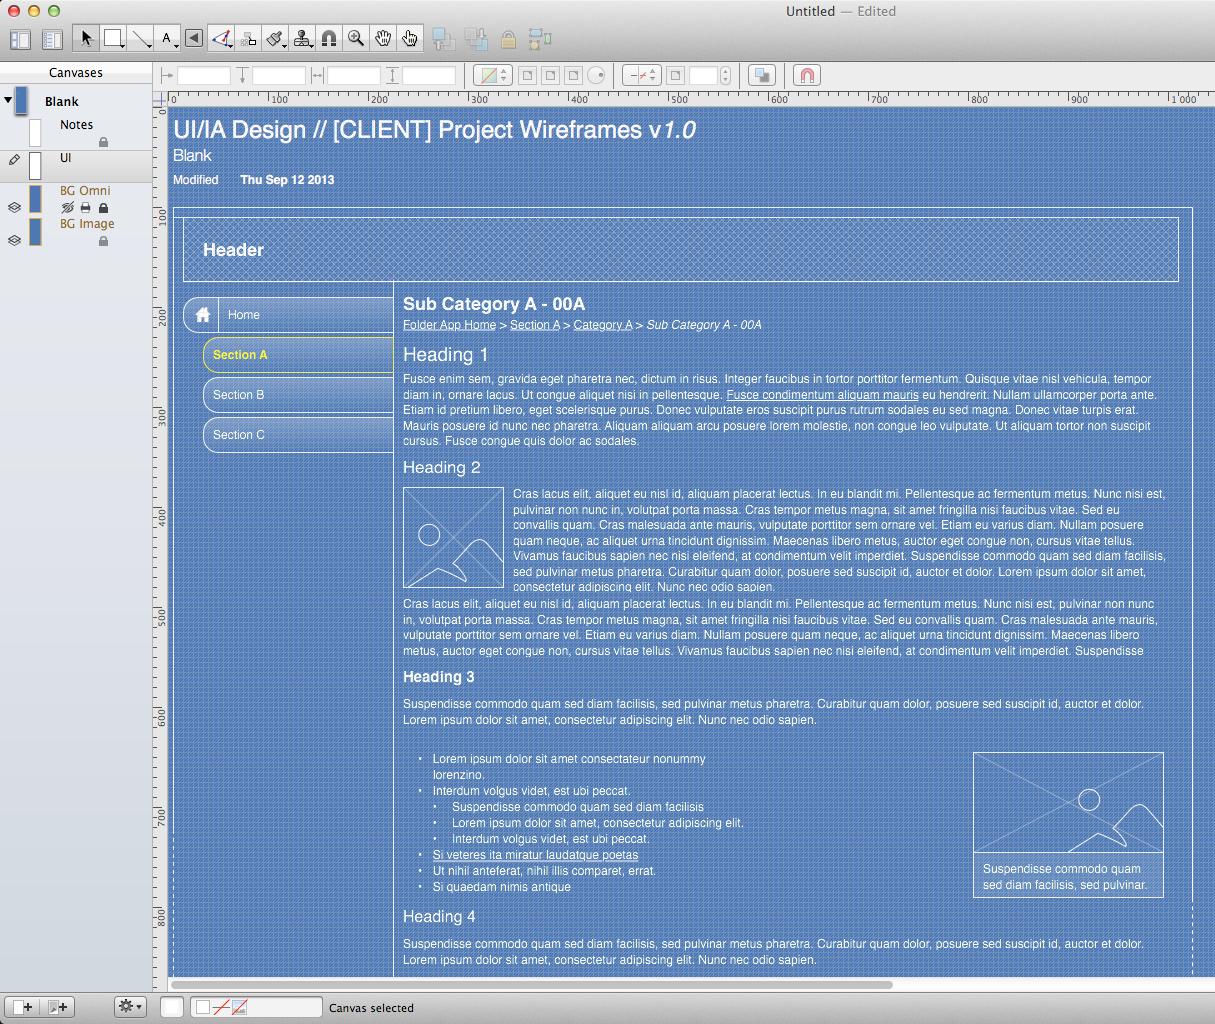 Untitled — Edited
A
Canvases
Blank
Notes
UI
BG Omni
BG Image
0 100 200 300 400 500 600 700 800 900 1 000
0
100
200
300
400
500
600
700
800
UI/IA Design // [CLIENT] Project Wireframes v1.0
Blank
Modified Thu Sep 12 2013
Header
Home
Section A
Section B
Section C
Sub Category A - 00A
Folder App Home > Section A > Category A > Sub Category A - 00A
Heading 1
Fusce enim sem, gravida eget pharetra nec, dictum in risus. Integer faucibus in tortor porttitor fermentum. Quisque vitae nisl vehicula, tempor
diam in, ornare lacus. Ut congue aliquet nisi in pellentesque. Fusce condimentum aliquam mauris eu hendrerit. Nullam ullamcorper porta ante.
Etiam id pretium libero, eget scelerisque purus. Donec vulputate eros suscipit purus rutrum sodales eu sed magna. Donec vitae turpis erat.
Mauris posuere id nunc nec pharetra. Aliquam aliquam arcu posuere lorem molestie, non congue leo vulputate. Ut aliquam tortor non suscipit
cursus. Fusce congue quis dolor ac sodales.
Heading 2
Cras lacus elit, aliquet eu nisl id, aliquam placerat lectus. In eu blandit mi. Pellentesque ac fermentum metus. Nunc nisi est,
pulvinar non nunc in, volutpat porta massa. Cras tempor metus magna, sit amet fringilla nisi faucibus vitae. Sed eu
convallis quam. Cras malesuada ante mauris, vulputate porttitor sem ornare vel. Etiam eu varius diam. Nullam posuere
quam neque, ac aliquet urna tincidunt dignissim. Maecenas libero metus, auctor eget congue non, cursus vitae tellus.
Vivamus faucibus sapien nec nisi eleifend, at condimentum velit imperdiet. Suspendisse commodo quam sed diam facilisis,
sed pulvinar metus pharetra. Curabitur quam dolor, posuere sed suscipit id, auctor et dolor. Lorem ipsum dolor sit amet,
consectetur adipiscing elit. Nunc nec odio sapien.
Cras lacus elit, aliquet eu nisl id, aliquam placerat lectus. In eu blandit mi. Pellentesque ac fermentum metus. Nunc nisi est, pulvinar non nunc
in, volutpat porta massa. Cras tempor metus magna, sit amet fringilla nisi faucibus vitae. Sed eu convallis quam. Cras malesuada ante mauris,
vulputate porttitor sem ornare vel. Etiam eu varius diam. Nullam posuere quam neque, ac aliquet urna tincidunt dignissim. Maecenas libero
metus, auctor eget congue non, cursus vitae tellus. Vivamus faucibus sapien nec nisi eleifend, at condimentum velit imperdiet. Suspendisse
Heading 3
Suspendisse commodo quam sed diam facilisis, sed pulvinar metus pharetra. Curabitur quam dolor, posuere sed suscipit id, auctor et dolor.
Lorem ipsum dolor sit amet, consectetur adipiscing elit. Nunc nec odio sapien.
• Lorem ipsum dolor sit amet consectateur nonummy
lorenzino.
• Interdum volgus videt, est ubi peccat.
• Suspendisse commodo quam sed diam facilisis
• Lorem ipsum dolor sit amet, consectetur adipiscing elit.
• Interdum volgus videt, est ubi peccat.
• Si veteres ita miratur laudatque poetas
• Ut nihil anteferat, nihil illis comparet, errat.
• Si quaedam nimis antique
Suspendisse commodo quam
sed diam facilisis, sed pulvinar.
Heading 4
Suspendisse commodo quam sed diam facilisis, sed pulvinar metus pharetra. Curabitur quam dolor, posuere sed suscipit id, auctor et dolor.
Lorem ipsum dolor sit amet, consectetur adipiscing elit. Nunc nec odio sapien.
Canvas selected